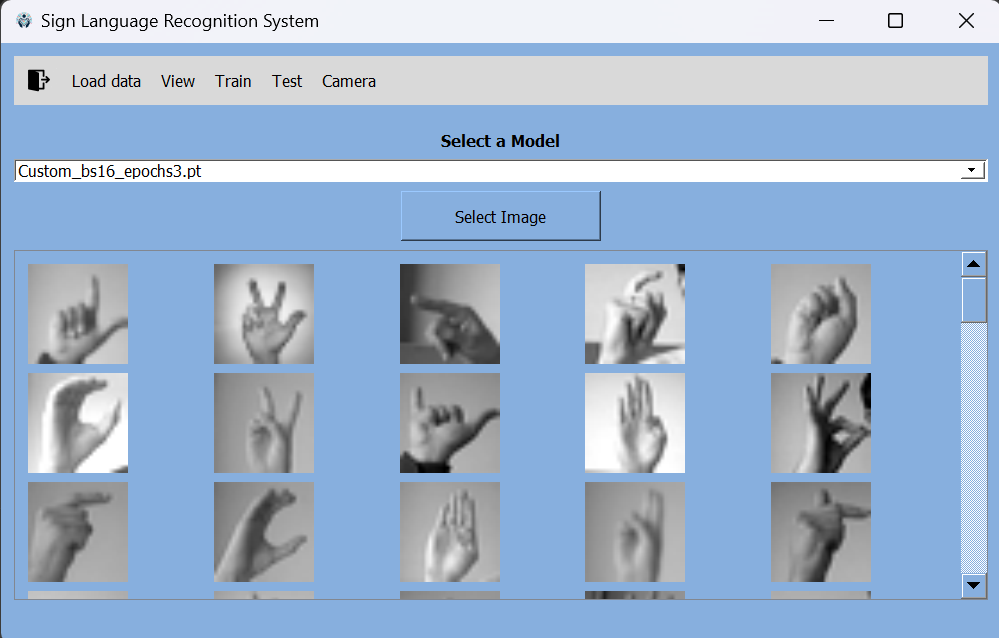 Sign Language Recognition System
Load data View Train Test Camera
Select a Model
Custom_bs16_epochs3.pt
Select Image